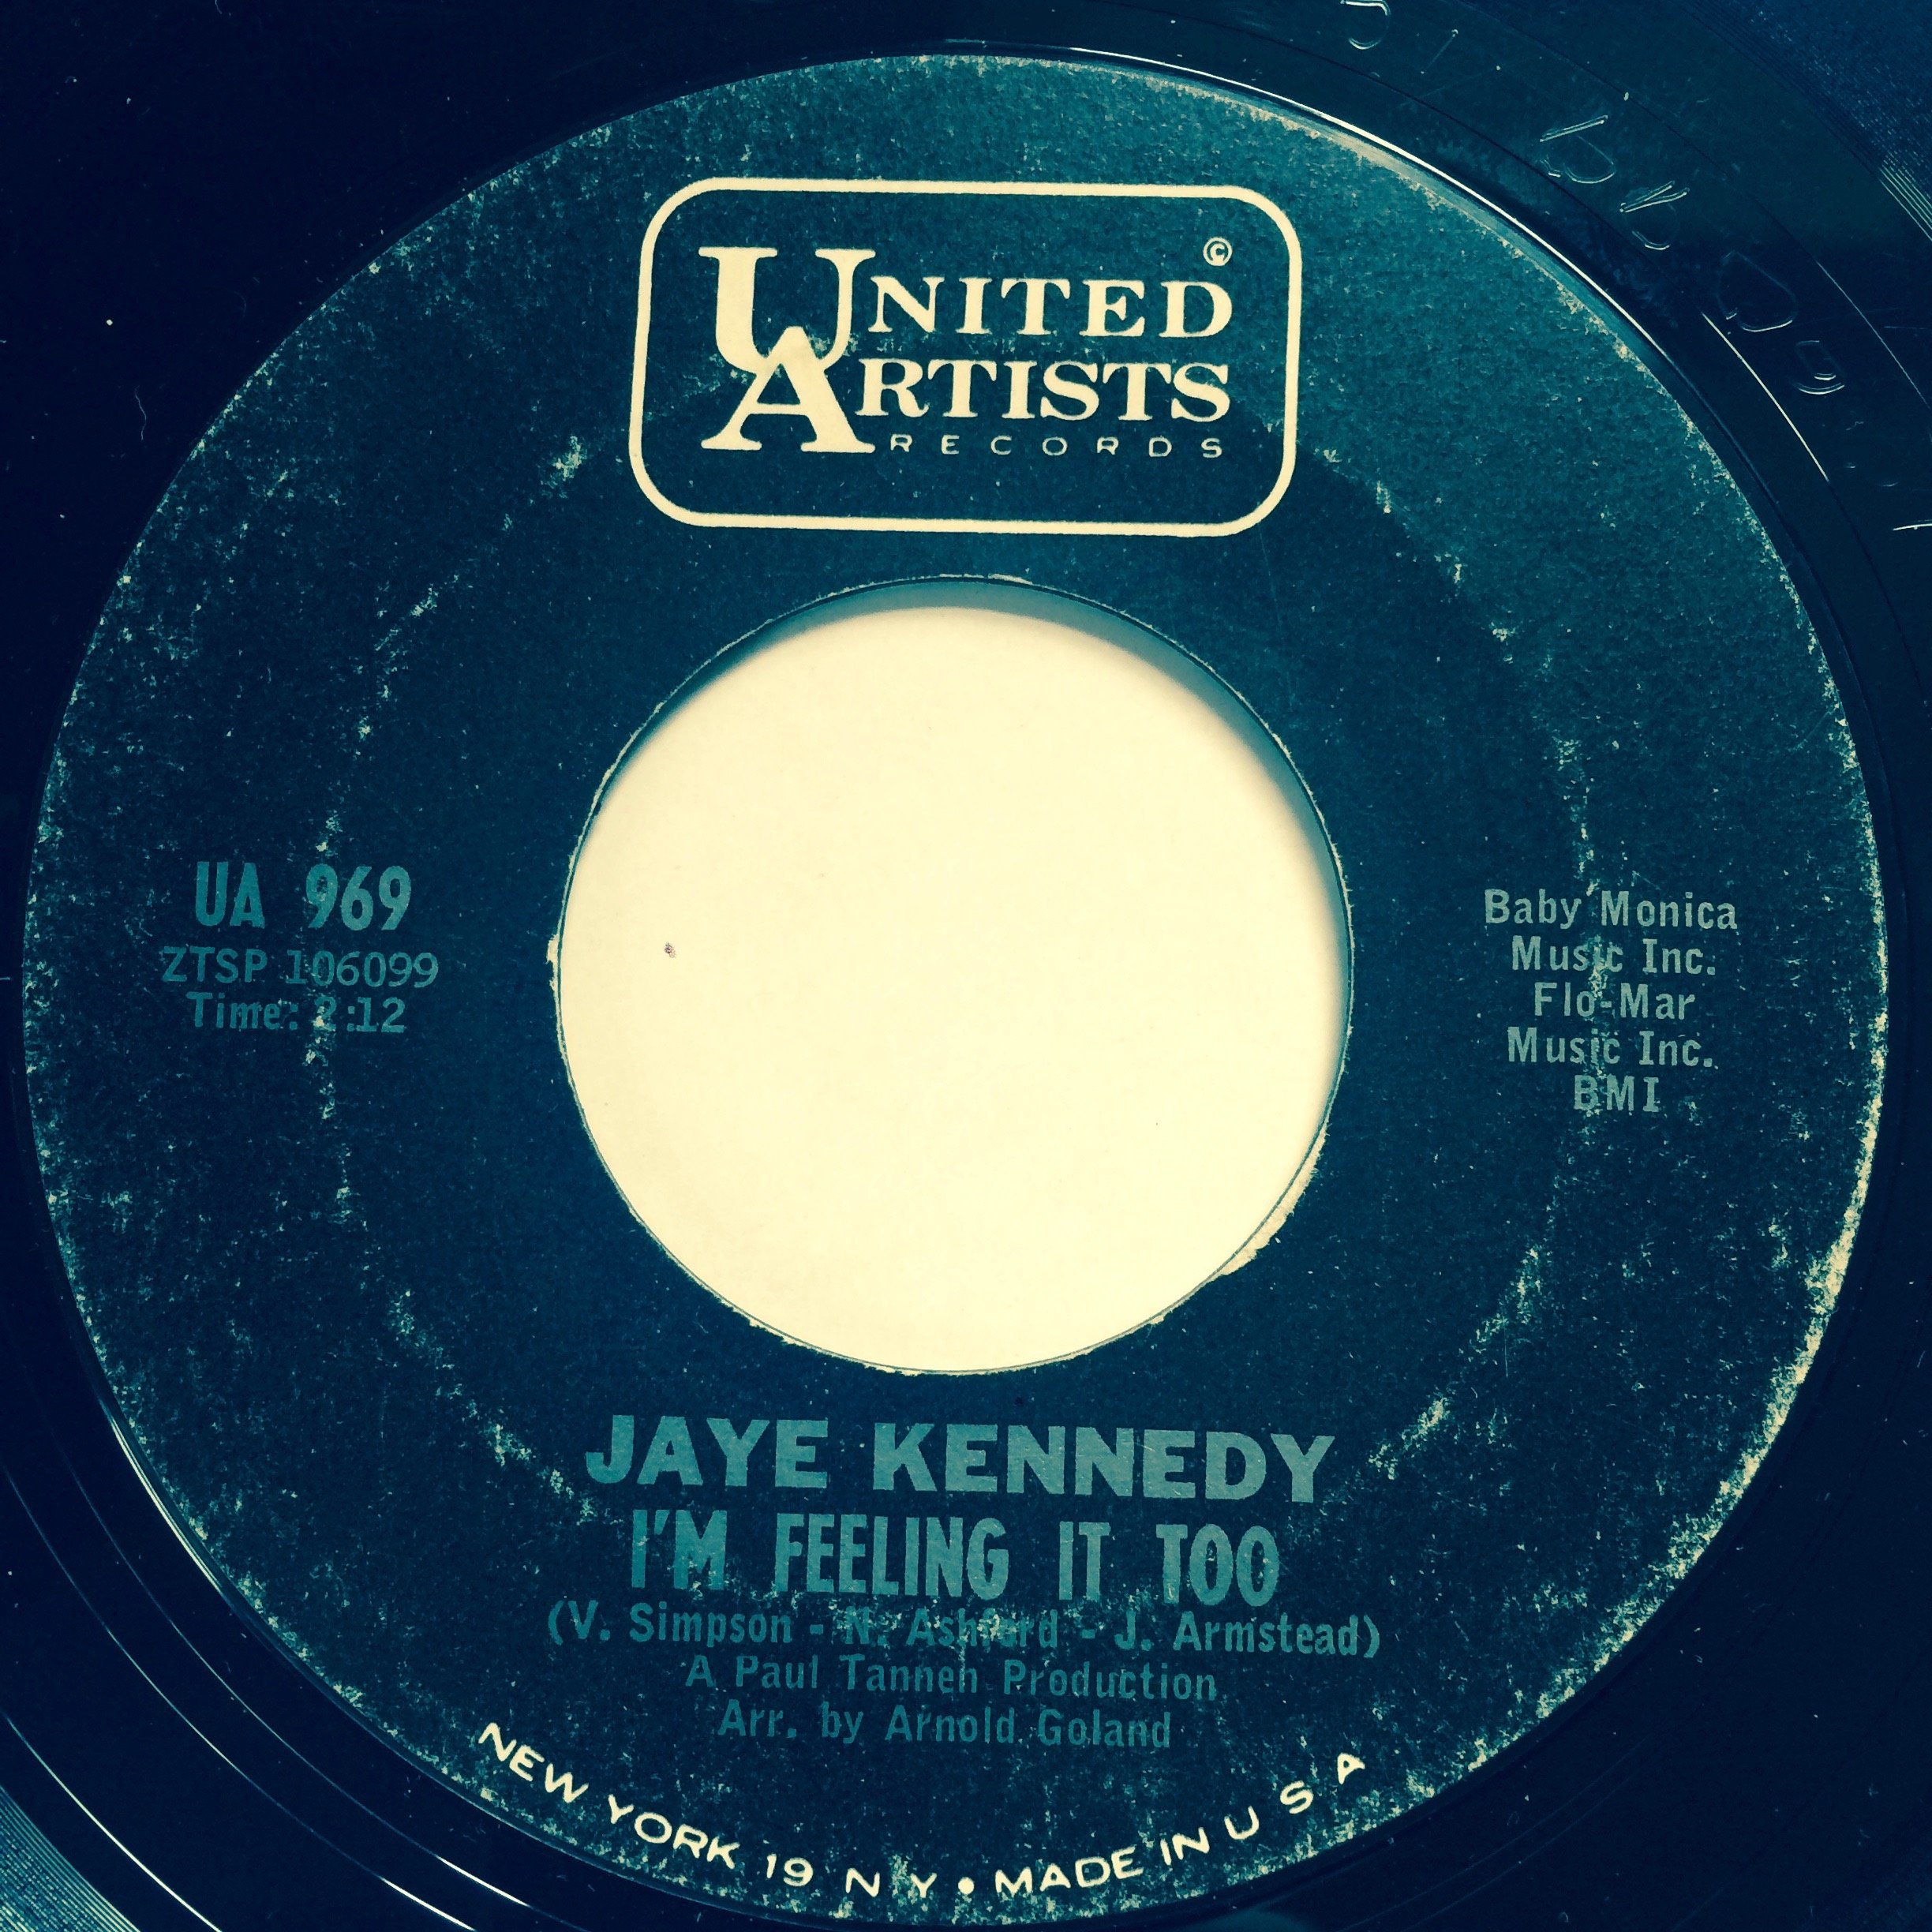 UNITED ©
ARTISTS
RECORDS
UA 969
ZTSP 106099
Time: 2:12
Baby Monica
Music Inc.
Flo-Mar
Music Inc.
BMI
JAYE KENNEDY
I'M FEELING IT TOO
(V. Simpson - N. Ashford - J. Armstead)
A Paul Tannen Production
Arr. by Arnold Goland
NEW YORK 19 N Y • MADE IN U S A